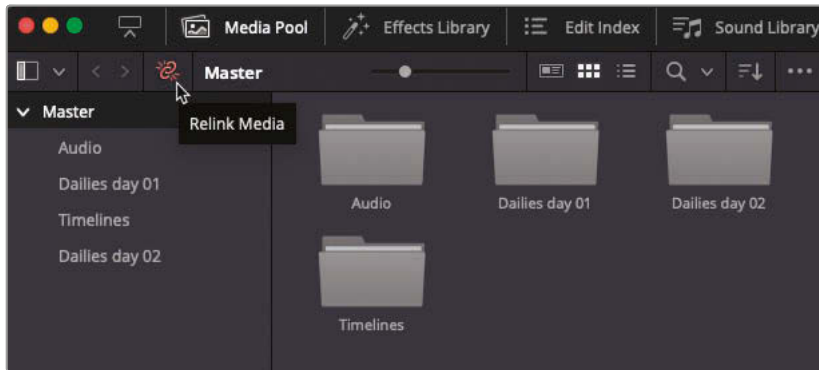 Media Pool Effects Library Edit Index Sound Library
Master
Relink Media
Master
Audio
Dailies day 01
Timelines
Dailies day 02
Audio Dailies day 01 Dailies day 02
Timelines